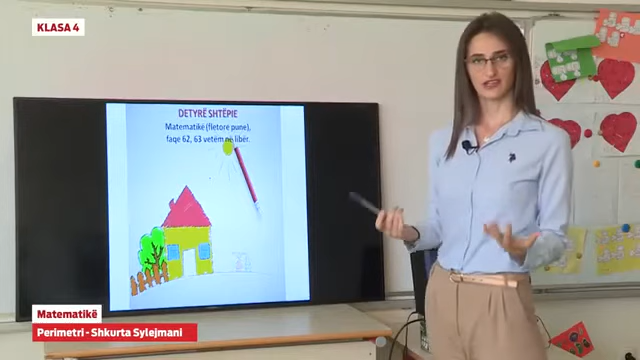 KLASA 4
DETYRË SHTËPIE
Matematikë (fletore pune),
faqe 62, 63 vetëm në libër.
Matematikë
Perimetri - Shkurta Sylejmani